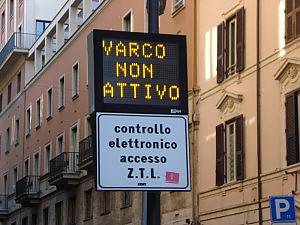 VARCO
NON
ATTIVO
controllo
elettronico
accesso
Z.T.L.
P